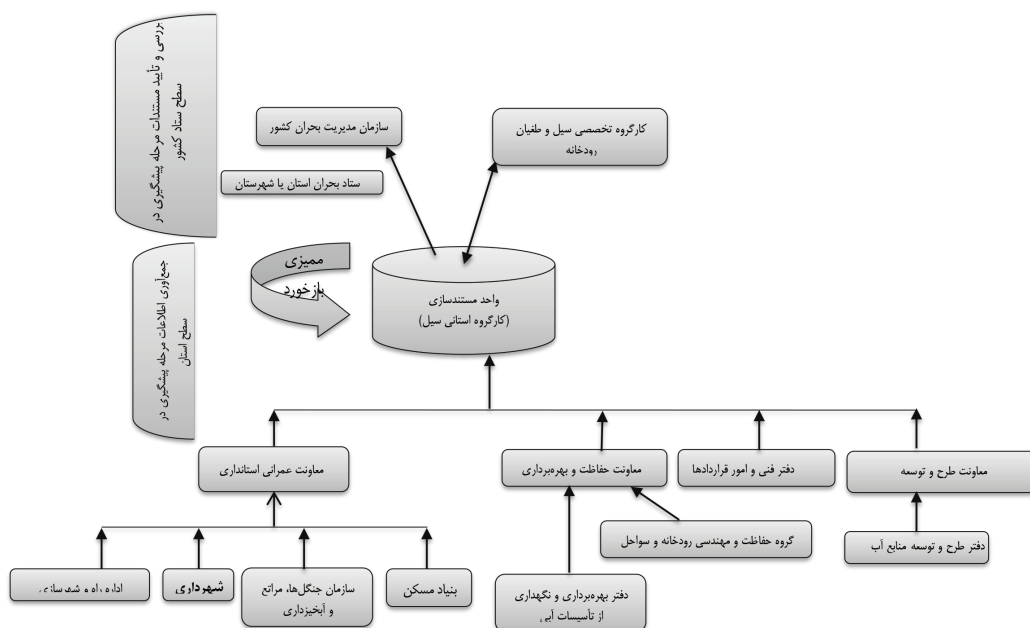 بررسی و تأیید مستندات مرحله پیشگیری در
سطح ستاد کشور
کارگروه تخصصی سیل و طغیان
رودخانه
سازمان مدیریت بحران کشور
ستاد بحران استان یا شهرستان
جمع‌آوری اطلاعات مرحله پیشگیری در
سطح استان
ممیزی
بازخورد
واحد مستندسازی
(کارگروه استانی سیل)
معاونت طرح و توسعه
دفتر فنی و امور قراردادها
معاونت حفاظت و بهره‌برداری
معاونت عمرانی استانداری
دفتر طرح و توسعه منابع آب
گروه حفاظت و مهندسی رودخانه و سواحل
دفتر بهره‌برداری و نگهداری
از تأسیسات آبی
بنیاد مسکن
سازمان جنگل‌ها، مراتع
و آبخیزداری
شهرداری
اداره راه و شهرسازی